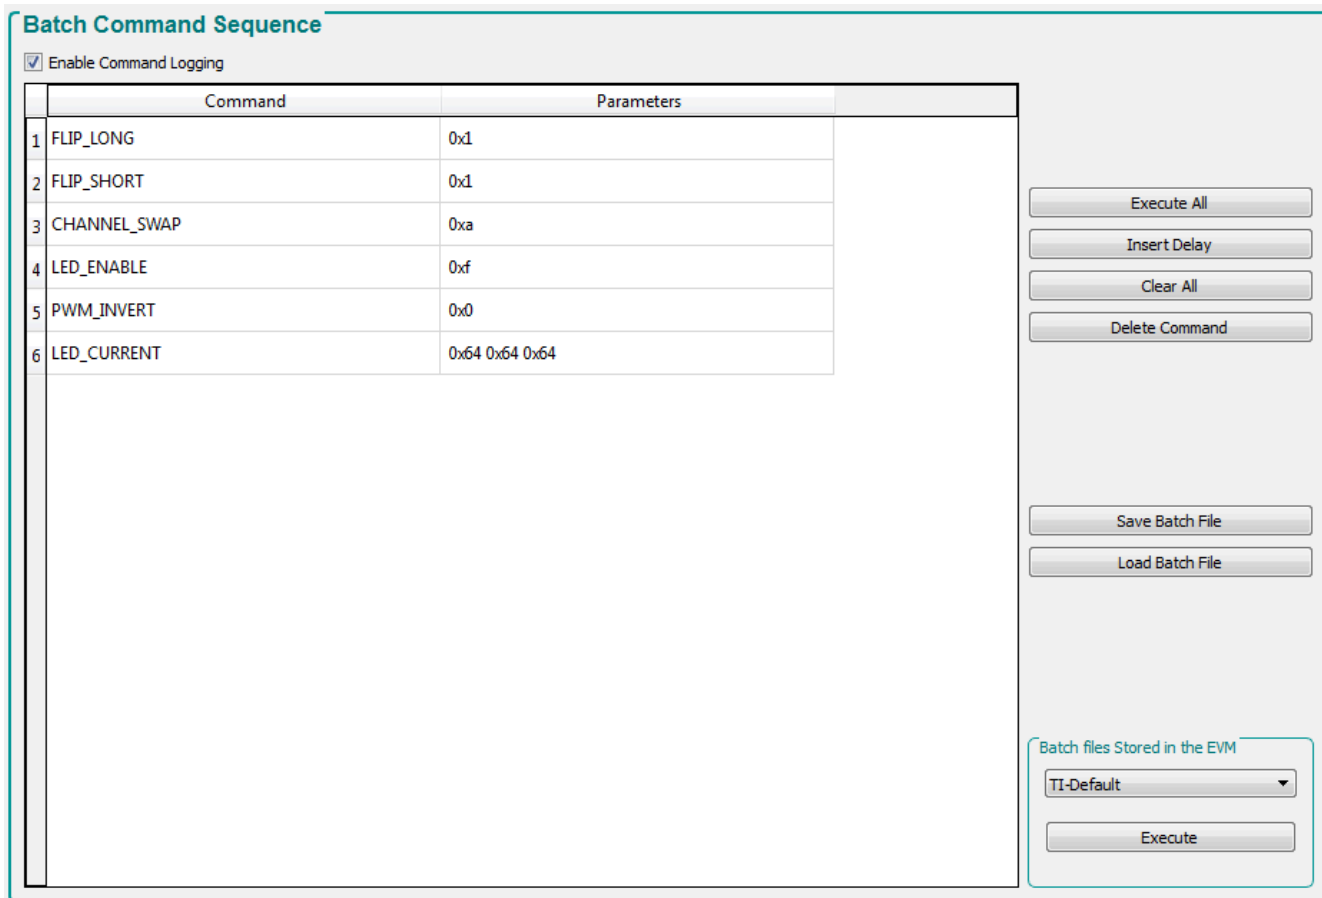 Batch Command Sequence
Enable Command Logging
Command Parameters
1 FLIP_LONG 0x1
2 FLIP_SHORT 0x1
3 CHANNEL_SWAP 0xa
4 LED_ENABLE 0xf
5 PWM_INVERT 0x0
6 LED_CURRENT 0x64 0x64 0x64
Execute All
Insert Delay
Clear All
Delete Command
Save Batch File
Load Batch File
Batch files Stored in the EVM
TI-Default
Execute